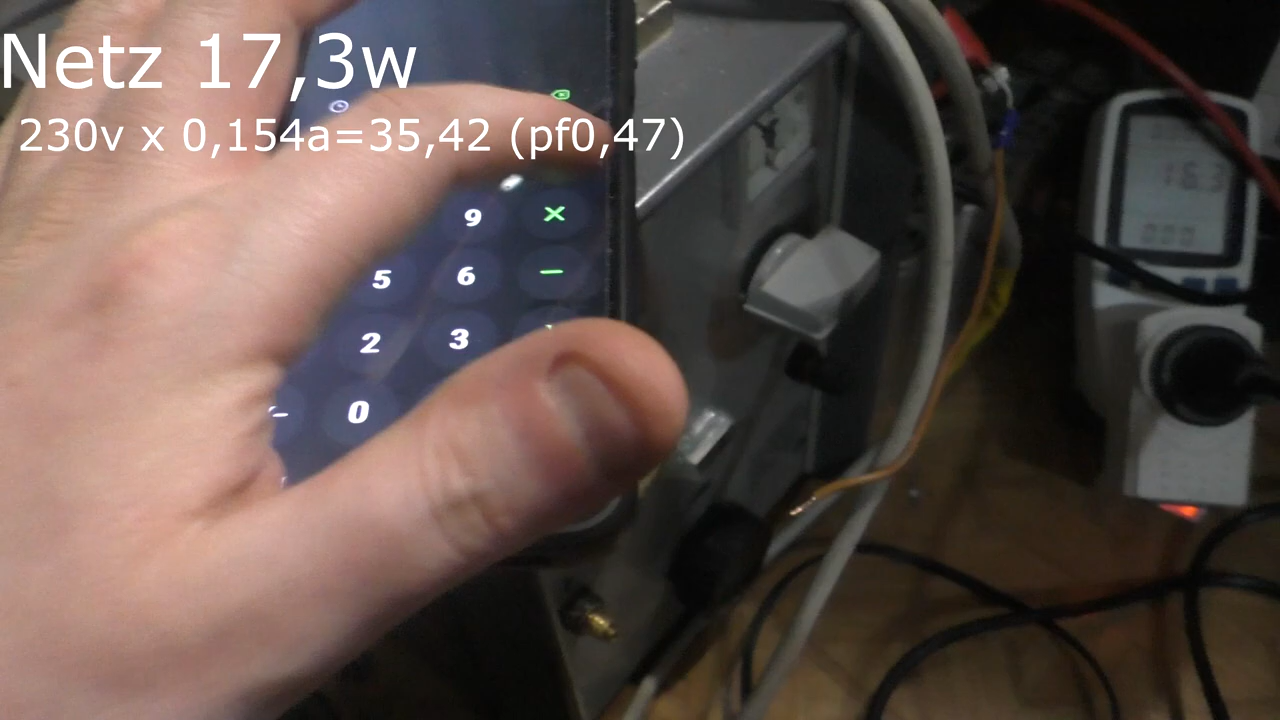 Netz 17,3w
230v x 0,154a=35,42 (pf0,47)
9 ×
5 6 −
2 3
0